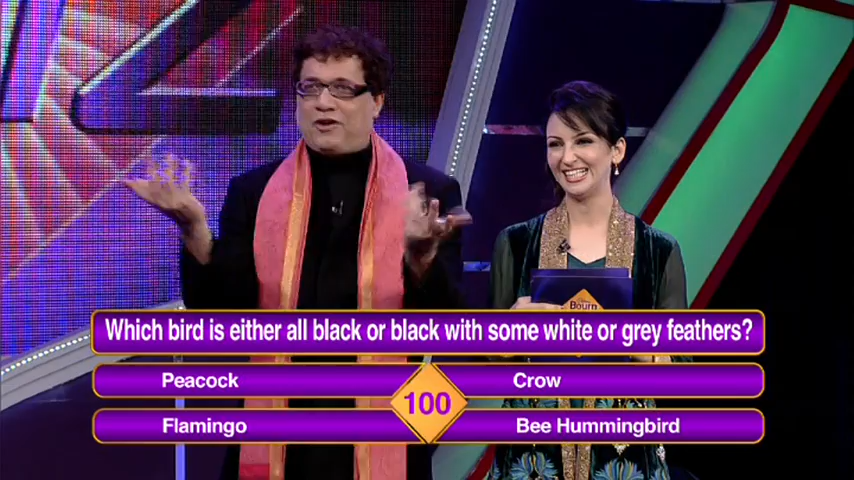 Bourn
Which bird is either all black or black with some white or grey feathers?
Peacock
Crow
100
Flamingo
Bee Hummingbird